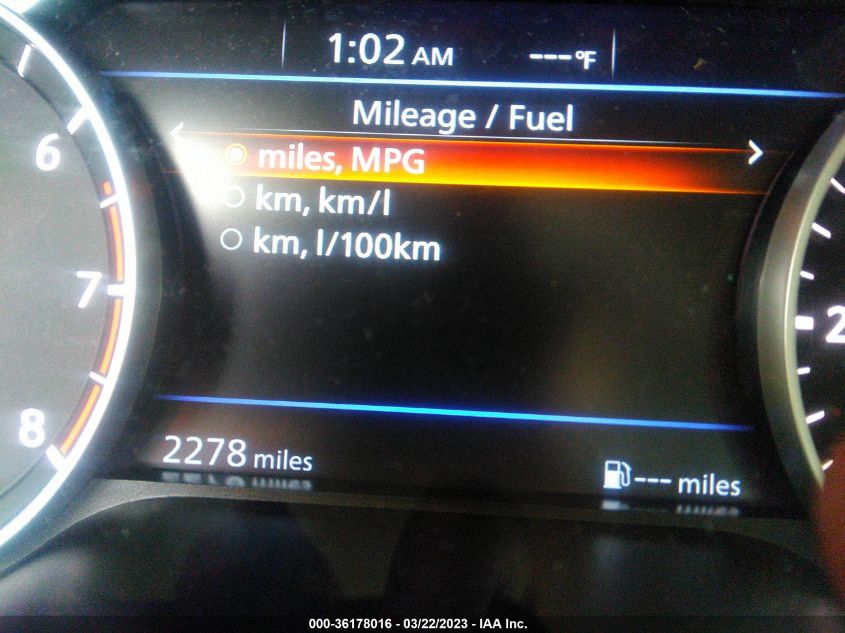 1:02 AM
---°F
Mileage / Fuel
miles, MPG
km, km/l
km, l/100km
6
7
8
2
2278 miles
--- miles
000-36178016 - 03/22/2023 - IAA Inc.